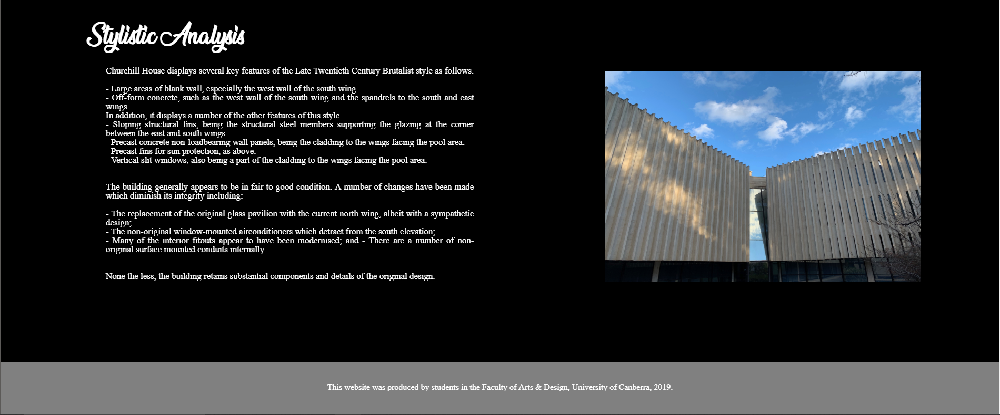 Stylistic Analysis
Churchill House displays several key features of the Late Twentieth Century Brutalist style as follows.
- Large areas of blank wall, especially the west wall of the south wing.
- Off-form concrete, such as the west wall of the south wing and the spandrels to the south and east
wings.
In addition, it displays a number of the other features of this style.
- Sloping structural fins, being the structural steel members supporting the glazing at the corner
between the east and south wings.
- Precast concrete non-loadbearing wall panels, being the cladding to the wings facing the pool area.
- Precast fins for sun protection, as above.
- Vertical slit windows, also being a part of the cladding to the wings facing the pool area.
The building generally appears to be in fair to good condition. A number of changes have been made
which diminish its integrity including:
- The replacement of the original glass pavilion with the current north wing, albeit with a sympathetic
design;
- The non-original window-mounted airconditioners which detract from the south elevation;
- Many of the interior fitouts appear to have been modernised; and - There are a number of non-
original surface mounted conduits internally.
None the less, the building retains substantial components and details of the original design.
This website was produced by students in the Faculty of Arts & Design, University of Canberra, 2019.